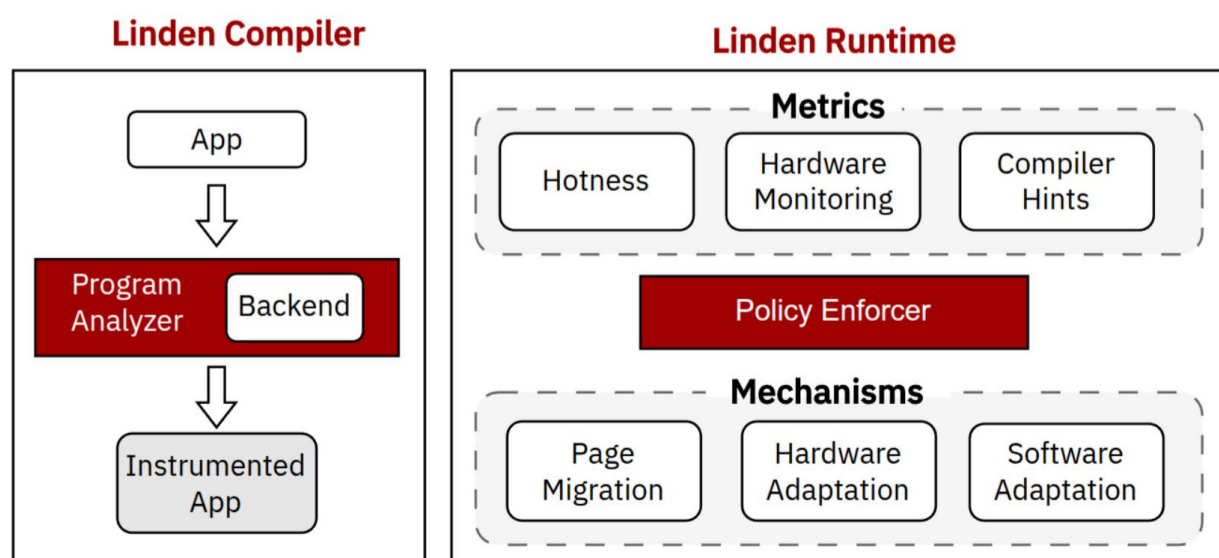 Linden Compiler
App
Program
Analyzer
Backend
Instrumented
App
Linden Runtime
Metrics
Hotness
Hardware
Monitoring
Compiler
Hints
Policy Enforcer
Mechanisms
Page
Migration
Hardware
Adaptation
Software
Adaptation